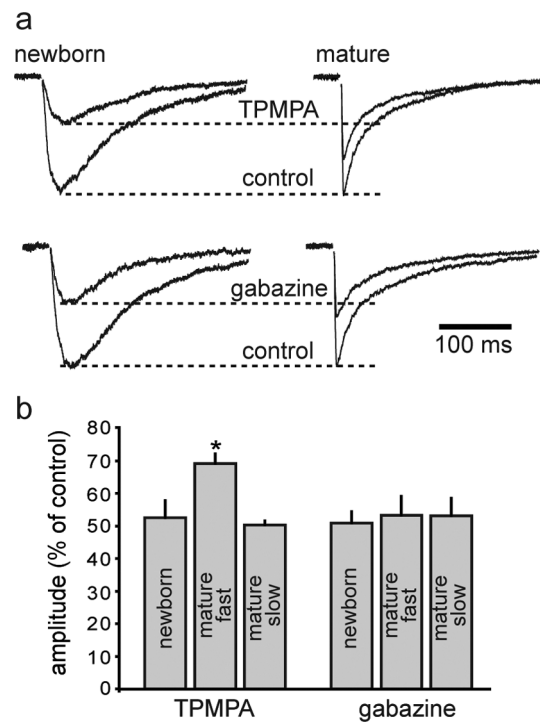 a
newborn mature
TPMPA
control
gabazine
control
100 ms
b
amplitude (% of control)
80
70
60
50
40
30
20
10
0
*
newborn
mature
fast
mature
slow
newborn
mature
fast
mature
slow
TPMPA gabazine